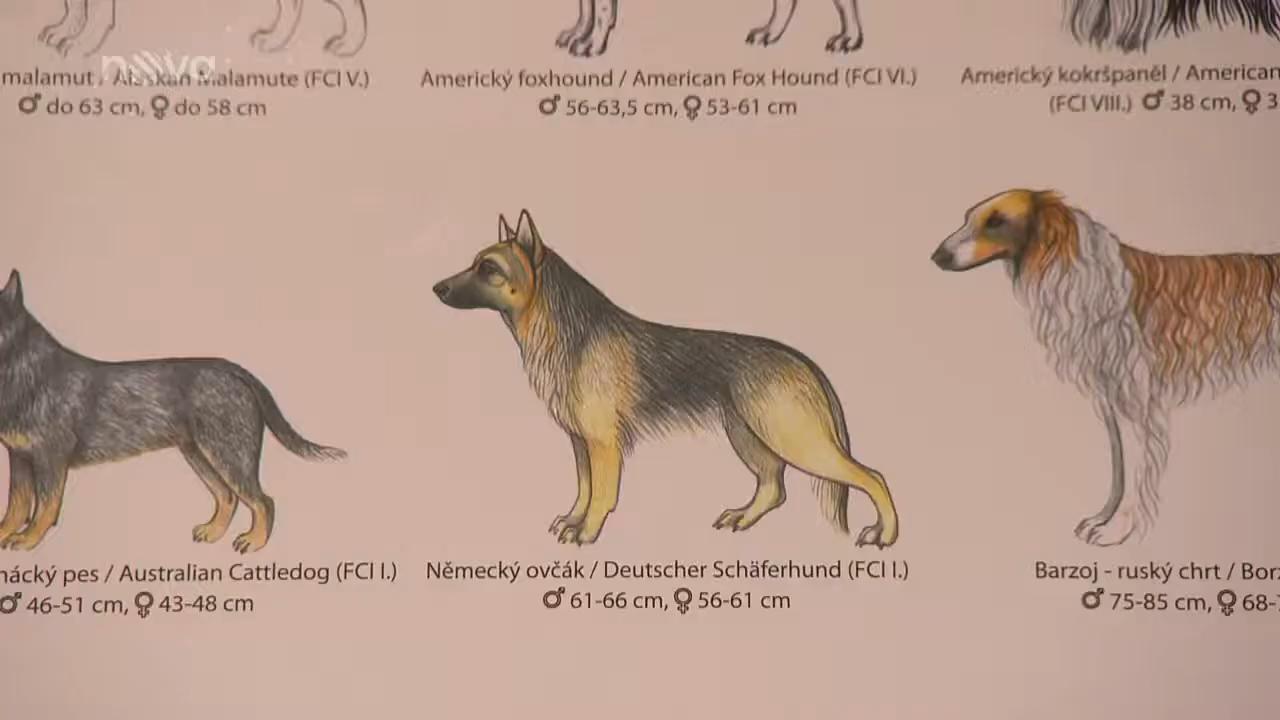 nova
malamut / Alaskan Malamute (FCI V.)
♂ do 63 cm, ♀ do 58 cm
Americký foxhound / American Fox Hound (FCI VI.)
♂ 56-63,5 cm, ♀ 53-61 cm
Americký kokršpaněl / American
(FCI VIII.) ♂ 38 cm, ♀ 3
pes / Australian Cattledog (FCI I.)
♂ 46-51 cm, ♀ 43-48 cm
Německý ovčák / Deutscher Schäferhund (FCI I.)
♂ 61-66 cm, ♀ 56-61 cm
Barzoj - ruský chrt /
♂ 75-85 cm, ♀ 68-